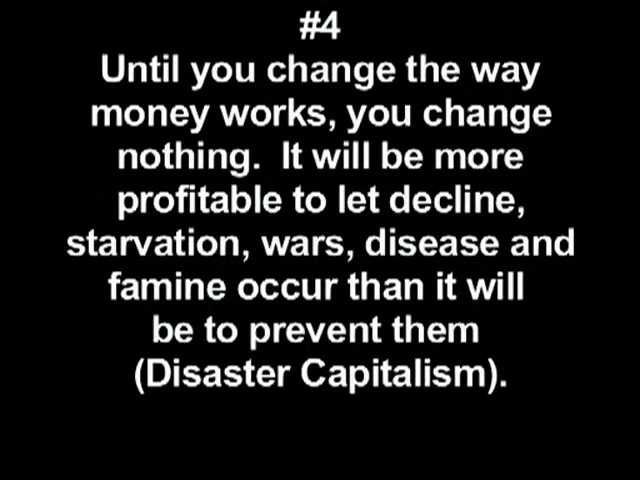 #4
Until you change the way
money works, you change
nothing.  It will be more
profitable to let decline,
starvation, wars, disease and
famine occur than it will
be to prevent them
(Disaster Capitalism).